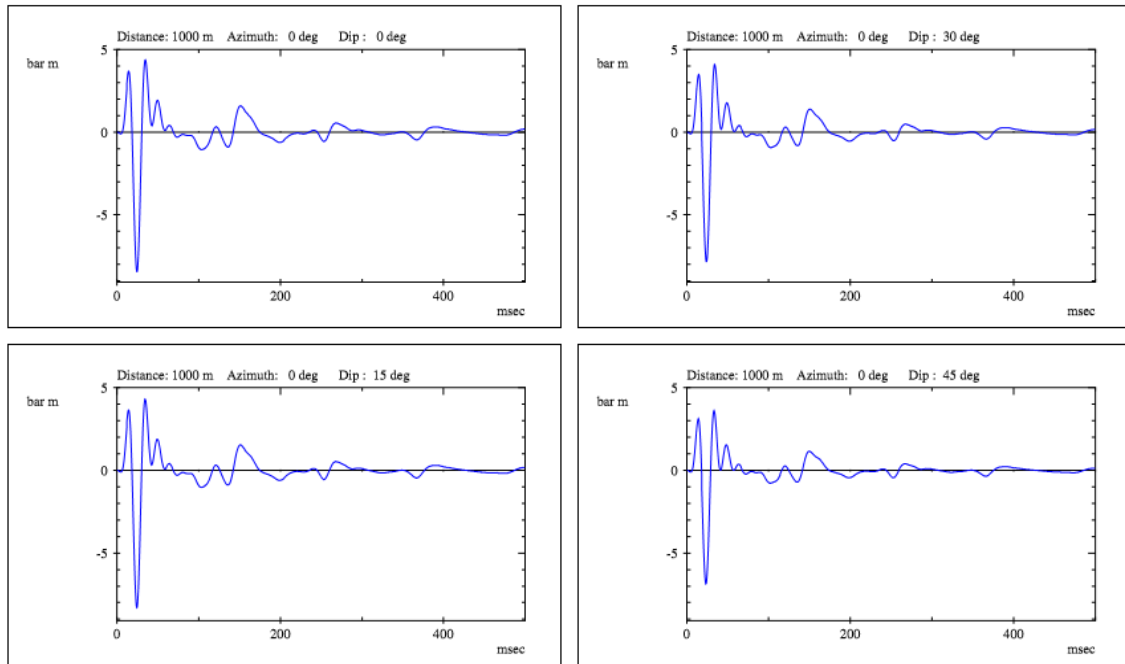 Distance: 1000 m Azimuth: 0 deg Dip : 0 deg
bar m
5
0
-5
0 200 400
msec
Distance: 1000 m Azimuth: 0 deg Dip : 30 deg
bar m
5
0
-5
0 200 400
msec
Distance: 1000 m Azimuth: 0 deg Dip : 15 deg
bar m
5
0
-5
0 200 400
msec
Distance: 1000 m Azimuth: 0 deg Dip : 45 deg
bar m
5
0
-5
0 200 400
msec